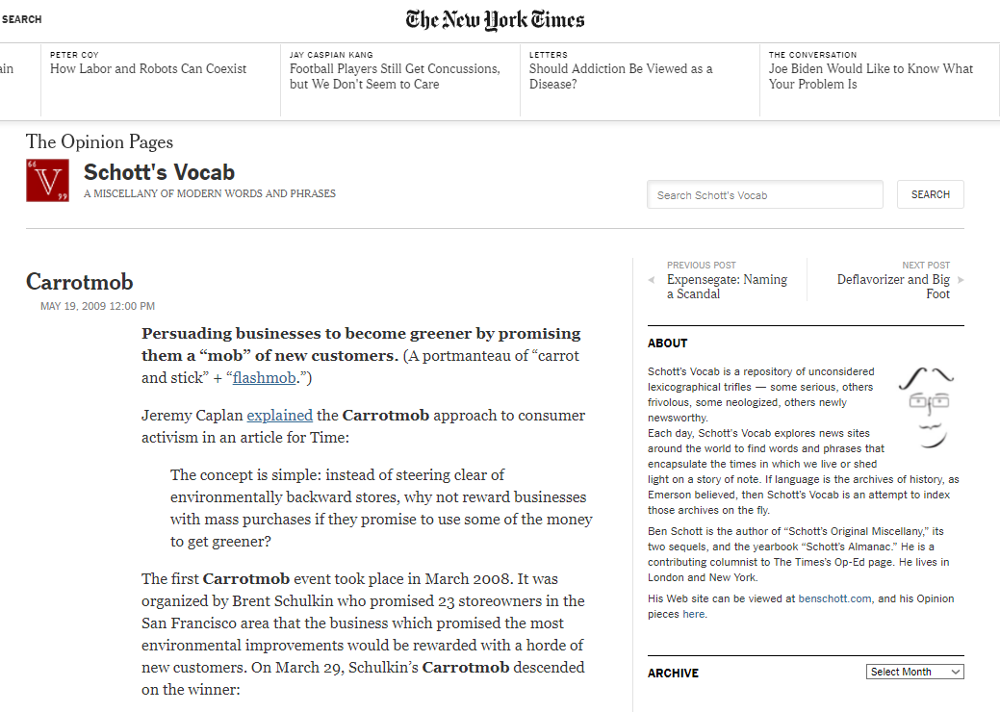 SEARCH
The New York Times
ain
PETER COY
How Labor and Robots Can Coexist
JAY CASPIAN KANG
Football Players Still Get Concussions,
but We Don't Seem to Care
LETTERS
Should Addiction Be Viewed as a
Disease?
THE CONVERSATION
Joe Biden Would Like to Know What
Your Problem Is
The Opinion Pages
“V”
Schott's Vocab
A MISCELLANY OF MODERN WORDS AND PHRASES
Search Schott's Vocab
SEARCH
Carrotmob
MAY 19, 2009 12:00 PM
Persuading businesses to become greener by promising
them a “mob” of new customers. (A portmanteau of “carrot
and stick” + “flashmob.”)
Jeremy Caplan explained the Carrotmob approach to consumer
activism in an article for Time:
The concept is simple: instead of steering clear of
environmentally backward stores, why not reward businesses
with mass purchases if they promise to use some of the money
to get greener?
The first Carrotmob event took place in March 2008. It was
organized by Brent Schulkin who promised 23 storeowners in the
San Francisco area that the business which promised the most
environmental improvements would be rewarded with a horde of
new customers. On March 29, Schulkin’s Carrotmob descended
on the winner:
PREVIOUS POST
Expensegate: Naming
a Scandal
NEXT POST
Deflavorizer and Big
Foot
ABOUT
Schott’s Vocab is a repository of unconsidered
lexicographical trifles — some serious, others
frivolous, some neologized, others newly
newsworthy.
Each day, Schott’s Vocab explores news sites
around the world to find words and phrases that
encapsulate the times in which we live or shed
light on a story of note. If language is the archives of history, as
Emerson believed, then Schott’s Vocab is an attempt to index
those archives on the fly.
Ben Schott is the author of “Schott’s Original Miscellany,” its
two sequels, and the yearbook “Schott’s Almanac.” He is a
contributing columnist to The Times’s Op-Ed page. He lives in
London and New York.
His Web site can be viewed at benschott.com, and his Opinion
pieces here.
ARCHIVE
Select Month